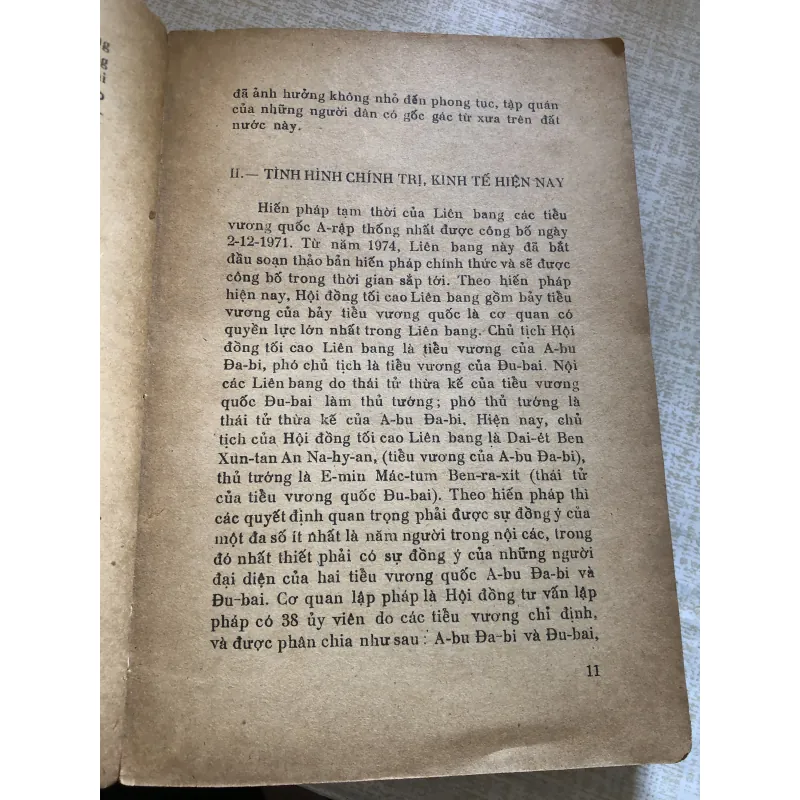 đã ảnh hưởng không nhỏ đến phong tục, tập quán
của những người dân có gốc gác từ xưa trên đất
nước này.
II.— TÌNH HÌNH CHÍNH TRỊ, KINH TẾ HIỆN NAY
Hiến pháp tạm thời của Liên bang các tiểu
vương quốc A-rập thống nhất được công bố ngày
2-12-1971. Từ năm 1974, Liên bang này đã bắt
đầu soạn thảo bản hiến pháp chính thức và sẽ được
công bố trong thời gian sắp tới. Theo hiến pháp
hiện nay, Hội đồng tối cao Liên bang gồm bảy tiểu
vương của bảy tiểu vương quốc là cơ quan có
quyền lực lớn nhất trong Liên bang. Chủ tịch Hội
đồng tối cao Liên bang là tiểu vương của A-bu
Đa-bi, phó chủ tịch là tiểu vương của Đu-bai. Nội
các Liên bang do thái tử thừa kế của tiểu vương
quốc Đu-bai làm thủ tướng; phó thủ tướng là
thái tử thừa kế của A-bu Đa-bi. Hiện nay, chủ
tịch của Hội đồng tối cao Liên bang là Dai-ét Ben
Xun-tan An Na-hy-an, (tiểu vương của A-bu Đa-bi),
thủ tướng là E-min Mác-tum Ben-ra-xit (thái tử
của tiểu vương quốc Đu-bai). Theo hiến pháp thì
các quyết định quan trọng phải được sự đồng ý của
một đa số ít nhất là năm người trong nội các, trong
đó nhất thiết phải có sự đồng ý của những người
đại diện của hai tiểu vương quốc A-bu Đa-bi và
Đu-bai. Cơ quan lập pháp là Hội đồng tư vấn lập
pháp có 38 ủy viên do các tiểu vương chỉ định,
và được phân chia như sau: A-bu Đa-bi và Đu-bai,
11